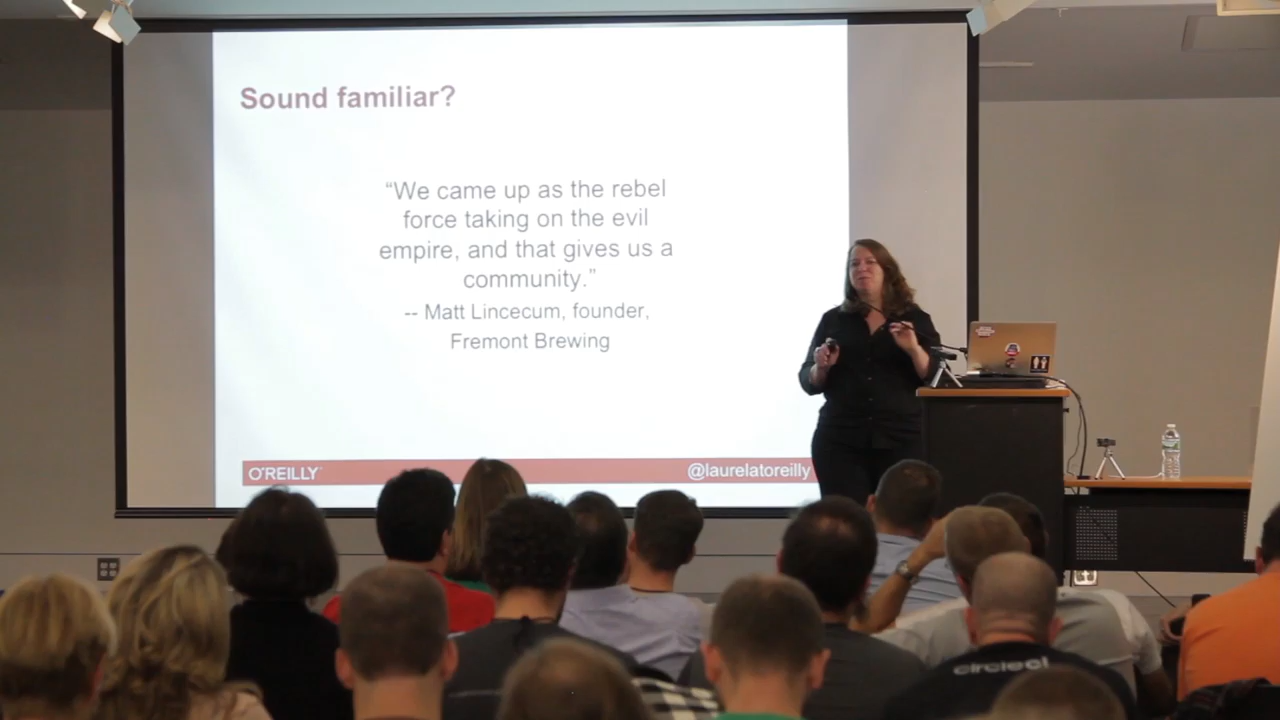 Sound familiar?
“We came up as the rebel
force taking on the evil
empire, and that gives us a
community.”
-- Matt Lincecum, founder,
Fremont Brewing
O'REILLY
@laurelatoreilly
circleci